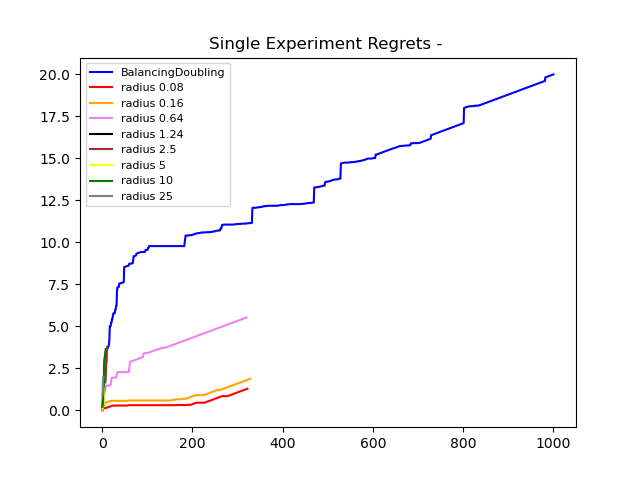 Single Experiment Regrets -
BalancingDoubling
radius 0.08
radius 0.16
radius 0.64
radius 1.24
radius 2.5
radius 5
radius 10
radius 25
20.0
17.5
15.0
12.5
10.0
7.5
5.0
2.5
0.0
0 200 400 600 800 1000